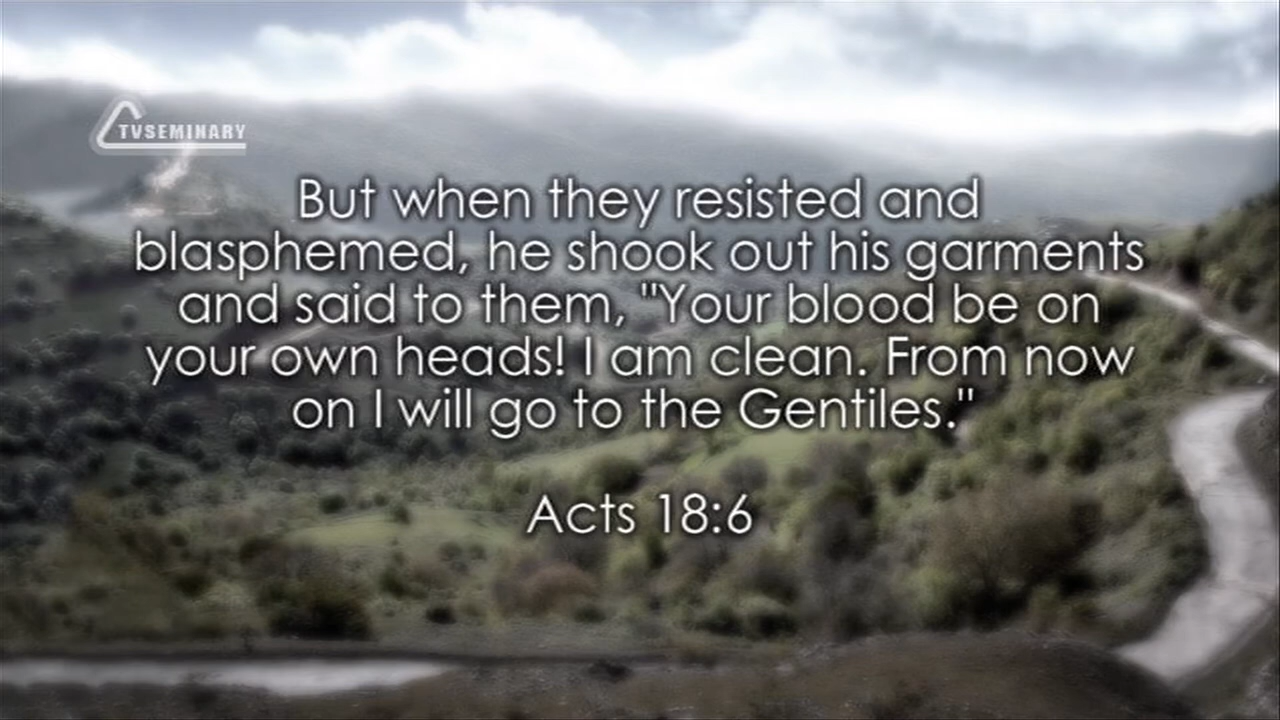 TVSEMINARY
But when they resisted and
blasphemed, he shook out his garments
and said to them, "Your blood be on
your own heads! I am clean. From now
on I will go to the Gentiles."
Acts 18:6